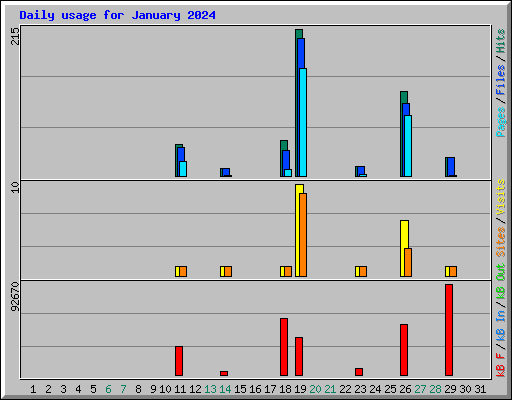 Daily usage for January 2024
215
Pages / Files / Hits
10
Sites / Visits
92670
kB F / kB In / kB Out
1 2 3 4 5 6 7 8 9 10 11 12 13 14 15 16 17 18 19 20 21 22 23 24 25 26 27 28 29 30 31